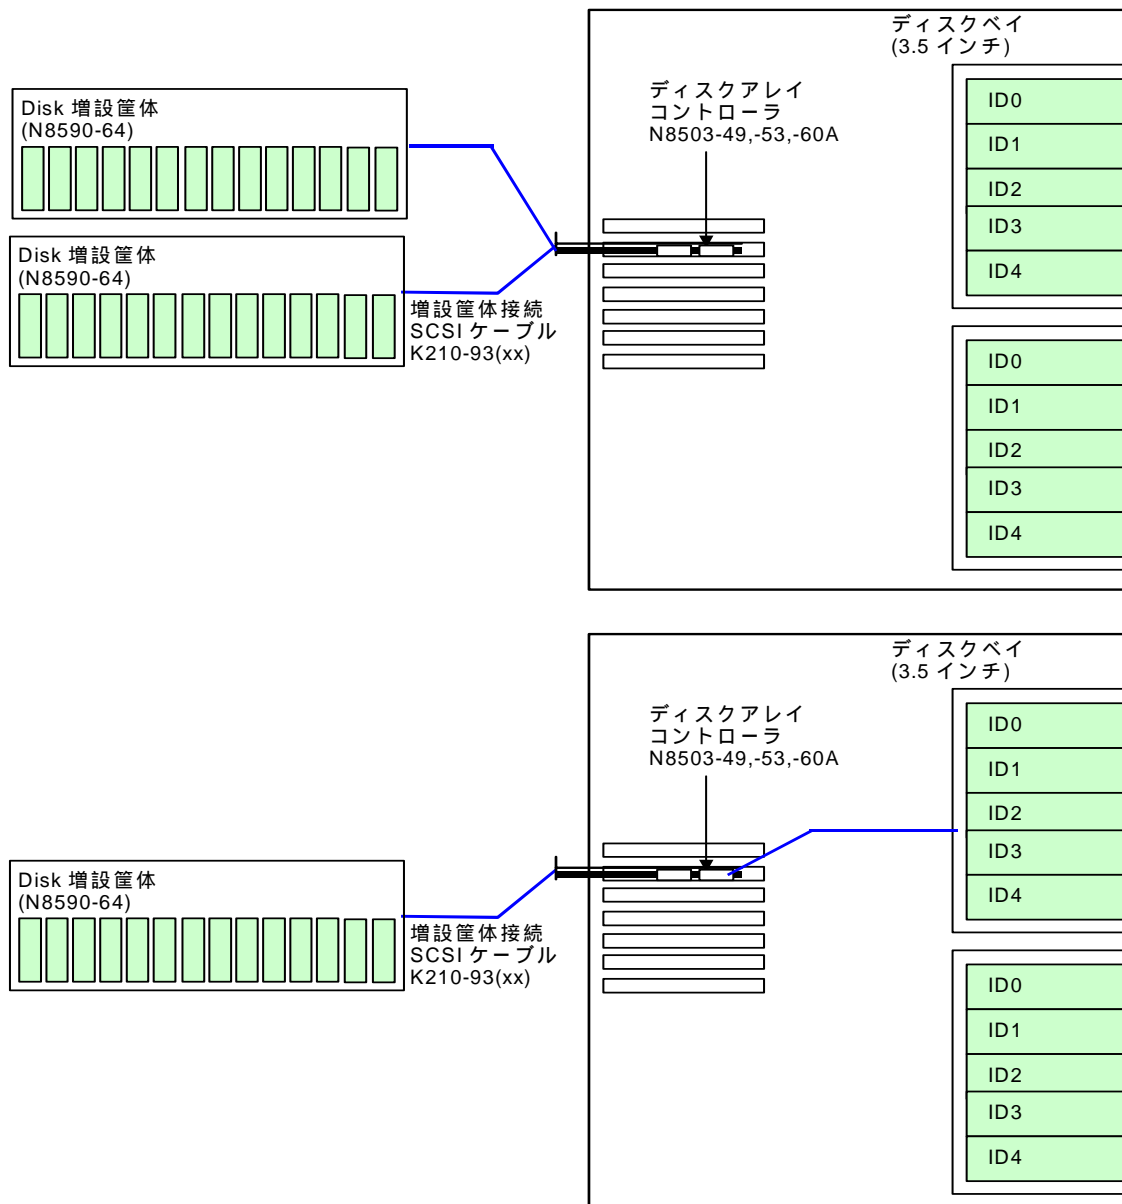 ディスクベイ
(3.5 インチ)
ディスクアレイ
コントローラ
N8503-49,-53,-60A
Disk 増設筐体
(N8590-64)
Disk 増設筐体
(N8590-64)
増設筐体接続
SCSI ケーブル
K210-93(xx)
ID0
ID1
ID2
ID3
ID4
ID0
ID1
ID2
ID3
ID4
ディスクベイ
(3.5 インチ)
ディスクアレイ
コントローラ
N8503-49,-53,-60A
Disk 増設筐体
(N8590-64)
増設筐体接続
SCSI ケーブル
K210-93(xx)
ID0
ID1
ID2
ID3
ID4
ID0
ID1
ID2
ID3
ID4